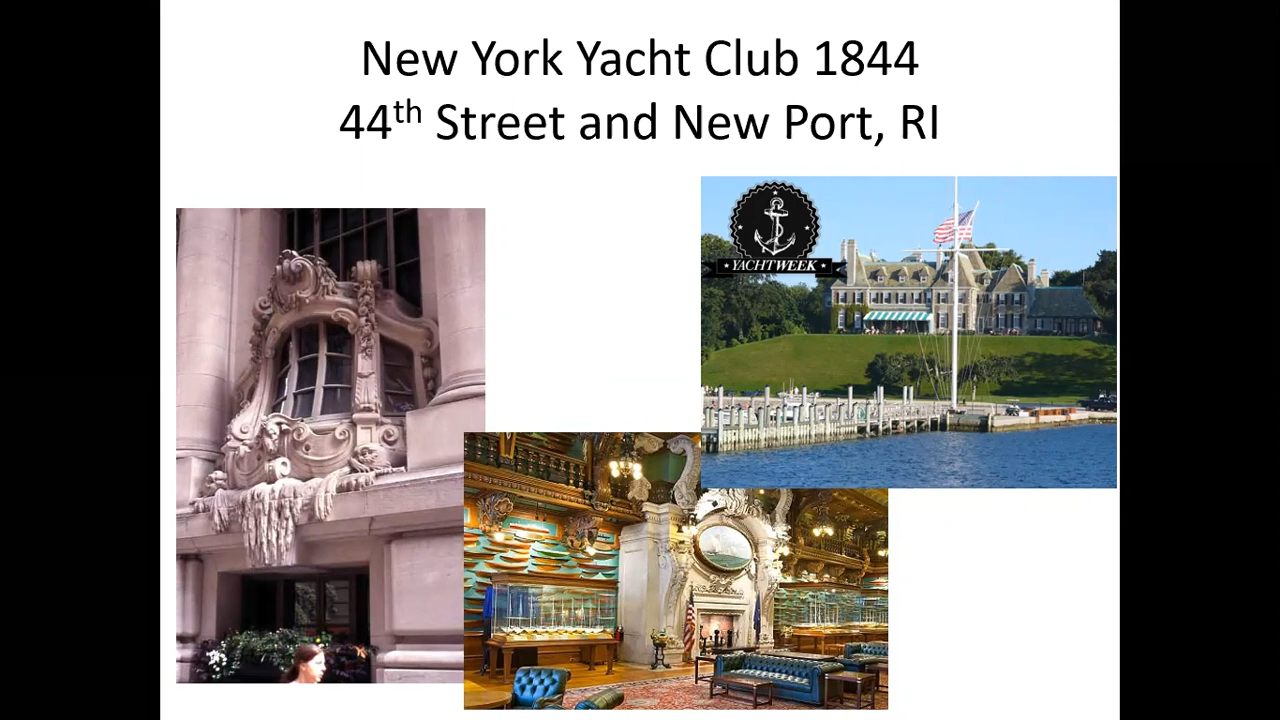 New York Yacht Club 1844
44th Street and New Port, RI
YACHTWEEK